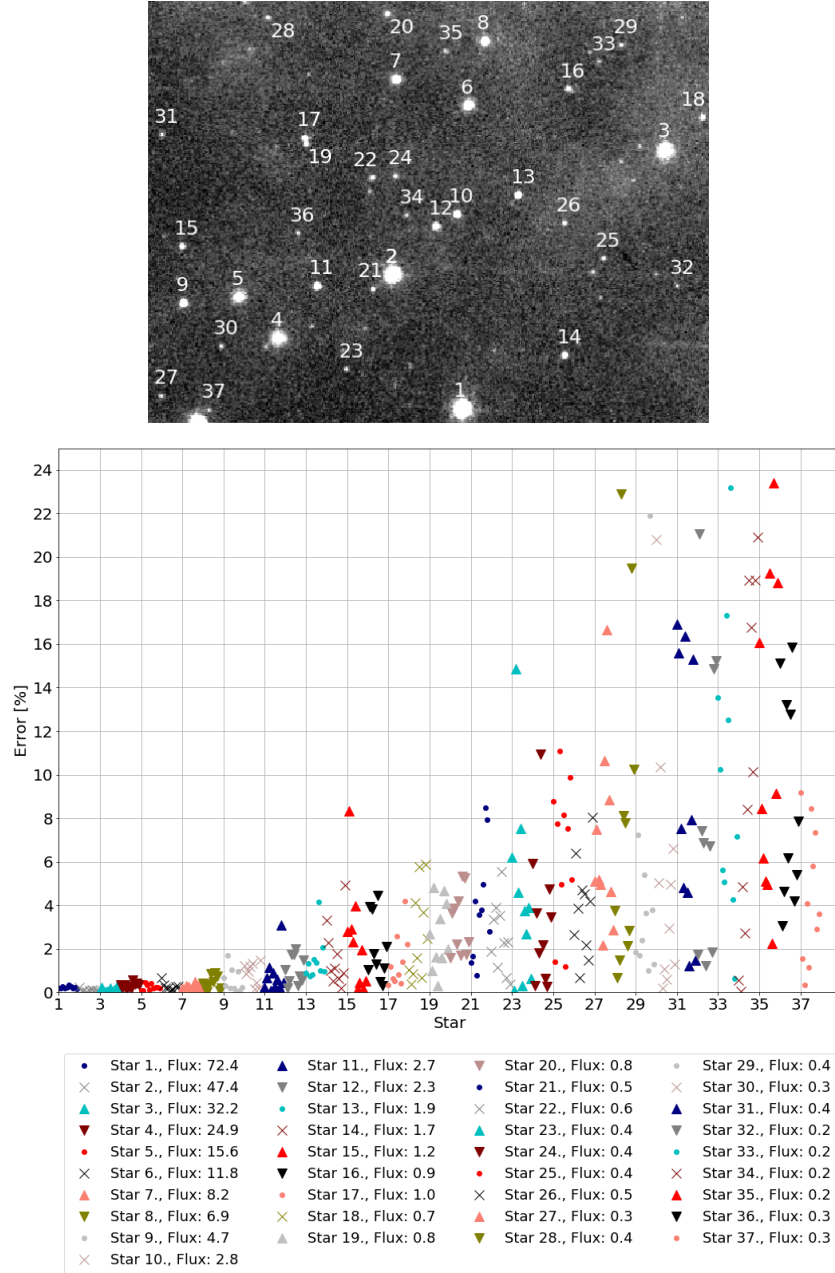 28
20
8
29
35
33
7
16
6
31
17
18
3
19
22
24
13
34
10
12
26
36
15
2
25
21
11
32
5
9
4
30
14
23
27
37
1
24
22
20
18
16
14
12
10
8
6
4
2
0
Error [%]
1 3 5 7 9 11 13 15 17 19 21 23 25 27 29 31 33 35 37
Star
Star 1., Flux: 72.4
Star 2., Flux: 47.4
Star 3., Flux: 32.2
Star 4., Flux: 24.9
Star 5., Flux: 15.6
Star 6., Flux: 11.8
Star 7., Flux: 8.2
Star 8., Flux: 6.9
Star 9., Flux: 4.7
Star 10., Flux: 2.8
Star 11., Flux: 2.7
Star 12., Flux: 2.3
Star 13., Flux: 1.9
Star 14., Flux: 1.7
Star 15., Flux: 1.2
Star 16., Flux: 0.9
Star 17., Flux: 1.0
Star 18., Flux: 0.7
Star 19., Flux: 0.8
Star 20., Flux: 0.8
Star 21., Flux: 0.5
Star 22., Flux: 0.6
Star 23., Flux: 0.4
Star 24., Flux: 0.4
Star 25., Flux: 0.4
Star 26., Flux: 0.5
Star 27., Flux: 0.3
Star 28., Flux: 0.4
Star 29., Flux: 0.4
Star 30., Flux: 0.3
Star 31., Flux: 0.4
Star 32., Flux: 0.2
Star 33., Flux: 0.2
Star 34., Flux: 0.2
Star 35., Flux: 0.2
Star 36., Flux: 0.3
Star 37., Flux: 0.3